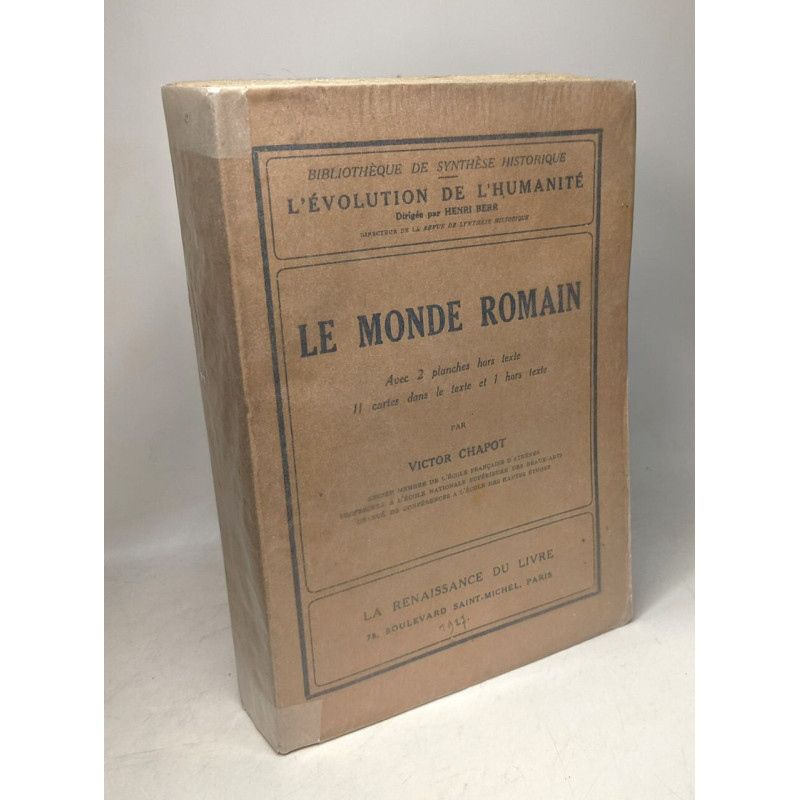 BIBLIOTHÈQUE DE SYNTHÈSE HISTORIQUE
L'ÉVOLUTION DE L'HUMANITÉ
Dirigée par HENRI BERR
DIRECTEUR DE LA REVUE DE SYNTHÈSE HISTORIQUE
LE MONDE ROMAIN
Avec 2 planches hors texte
11 cartes dans le texte et 1 hors texte
PAR
VICTOR CHAPOT
ANCIEN MEMBRE DE L'ÉCOLE FRANÇAISE D'ATHÈNES
PROFESSEUR A L'ÉCOLE NATIONALE SUPÉRIEURE DES BEAUX-ARTS
CHARGÉ DE CONFÉRENCES A L'ÉCOLE DES HAUTES ÉTUDES
LA RENAISSANCE DU LIVRE
78, BOULEVARD SAINT-MICHEL, PARIS